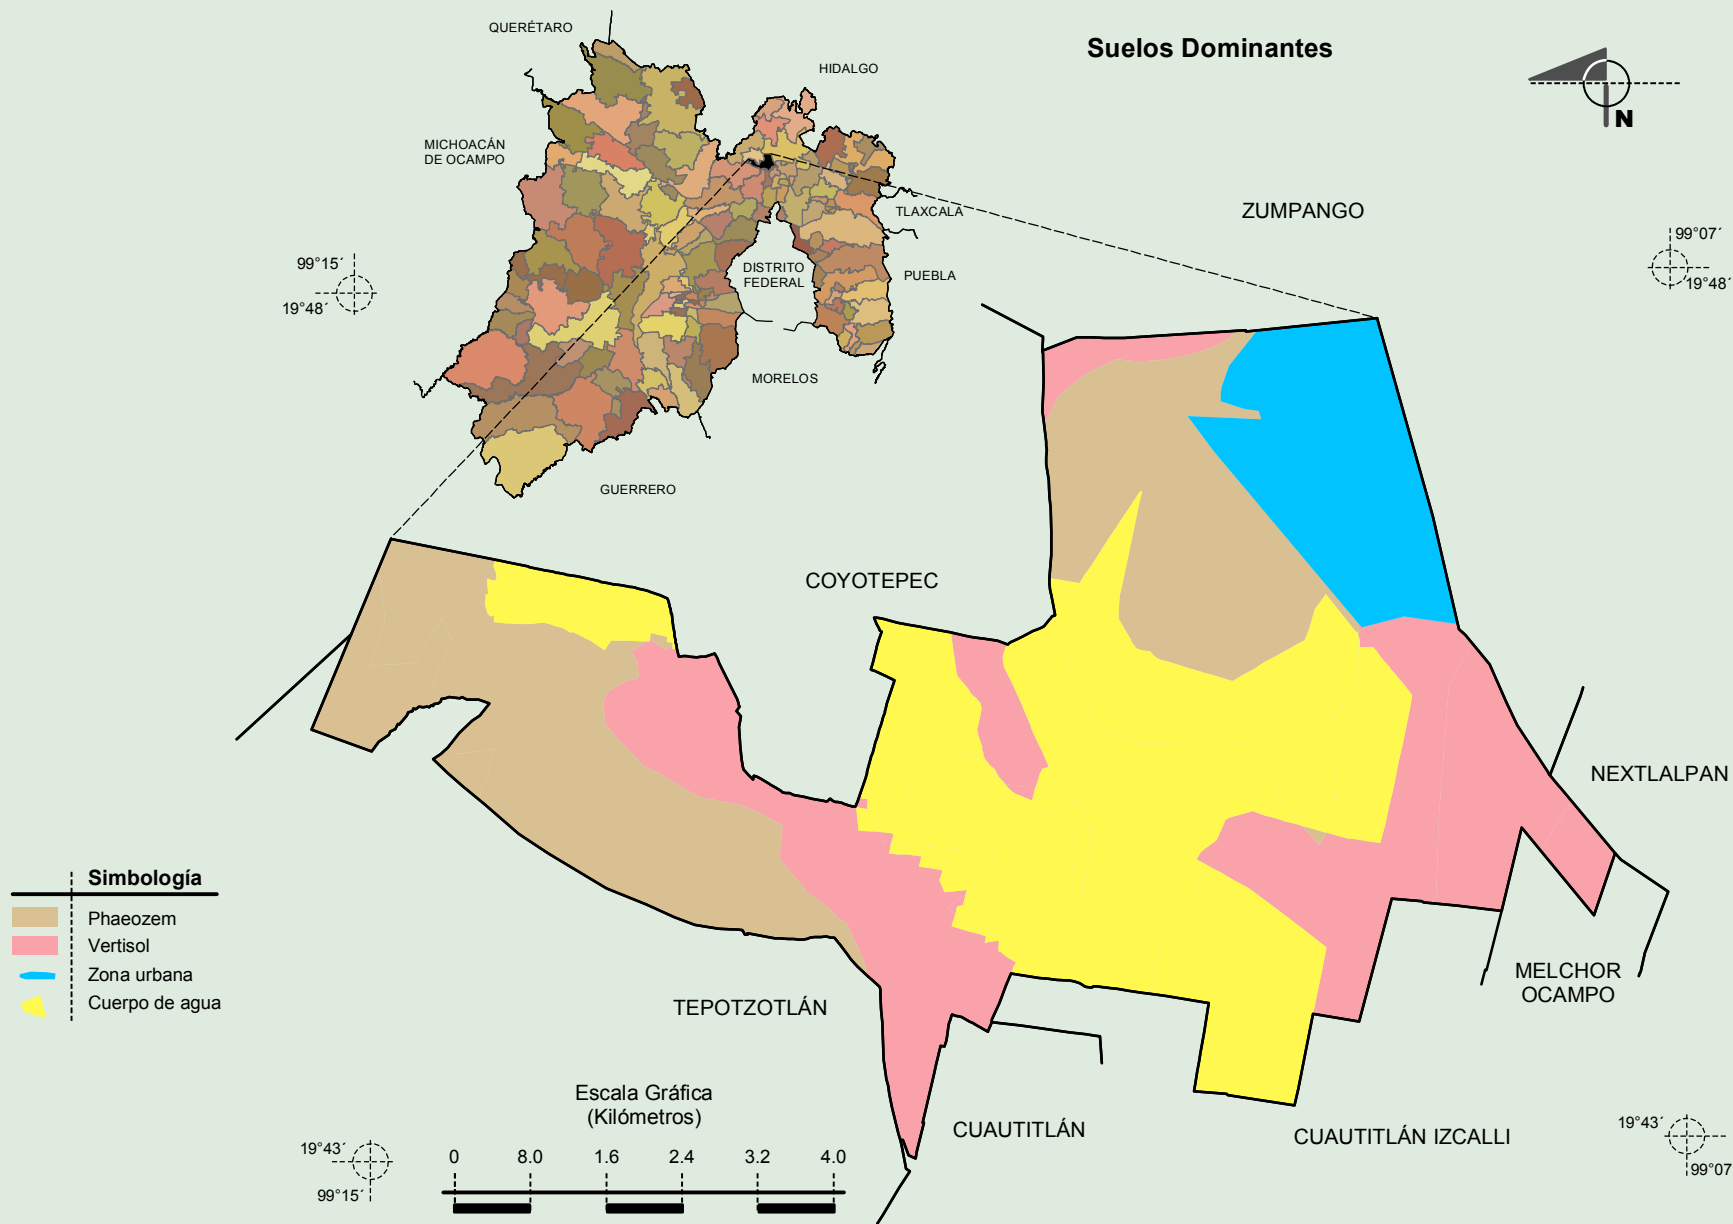 Suelos Dominantes
QUERÉTARO
HIDALGO
N
MICHOACÁN
DE OCAMPO
TLAXCALA
ZUMPANGO
99°07´
19°48´
99°15´
19°48´
DISTRITO
FEDERAL
PUEBLA
MORELOS
GUERRERO
COYOTEPEC
NEXTLALPAN
Simbología
Phaeozem
Vertisol
Zona urbana
Cuerpo de agua
MELCHOR
OCAMPO
TEPOTZOTLÁN
Escala Gráfica
(Kilómetros)
0 8.0 1.6 2.4 3.2 4.0
CUAUTITLÁN
CUAUTITLÁN IZCALLI
19°43´
99°15´
19°43´
99°07